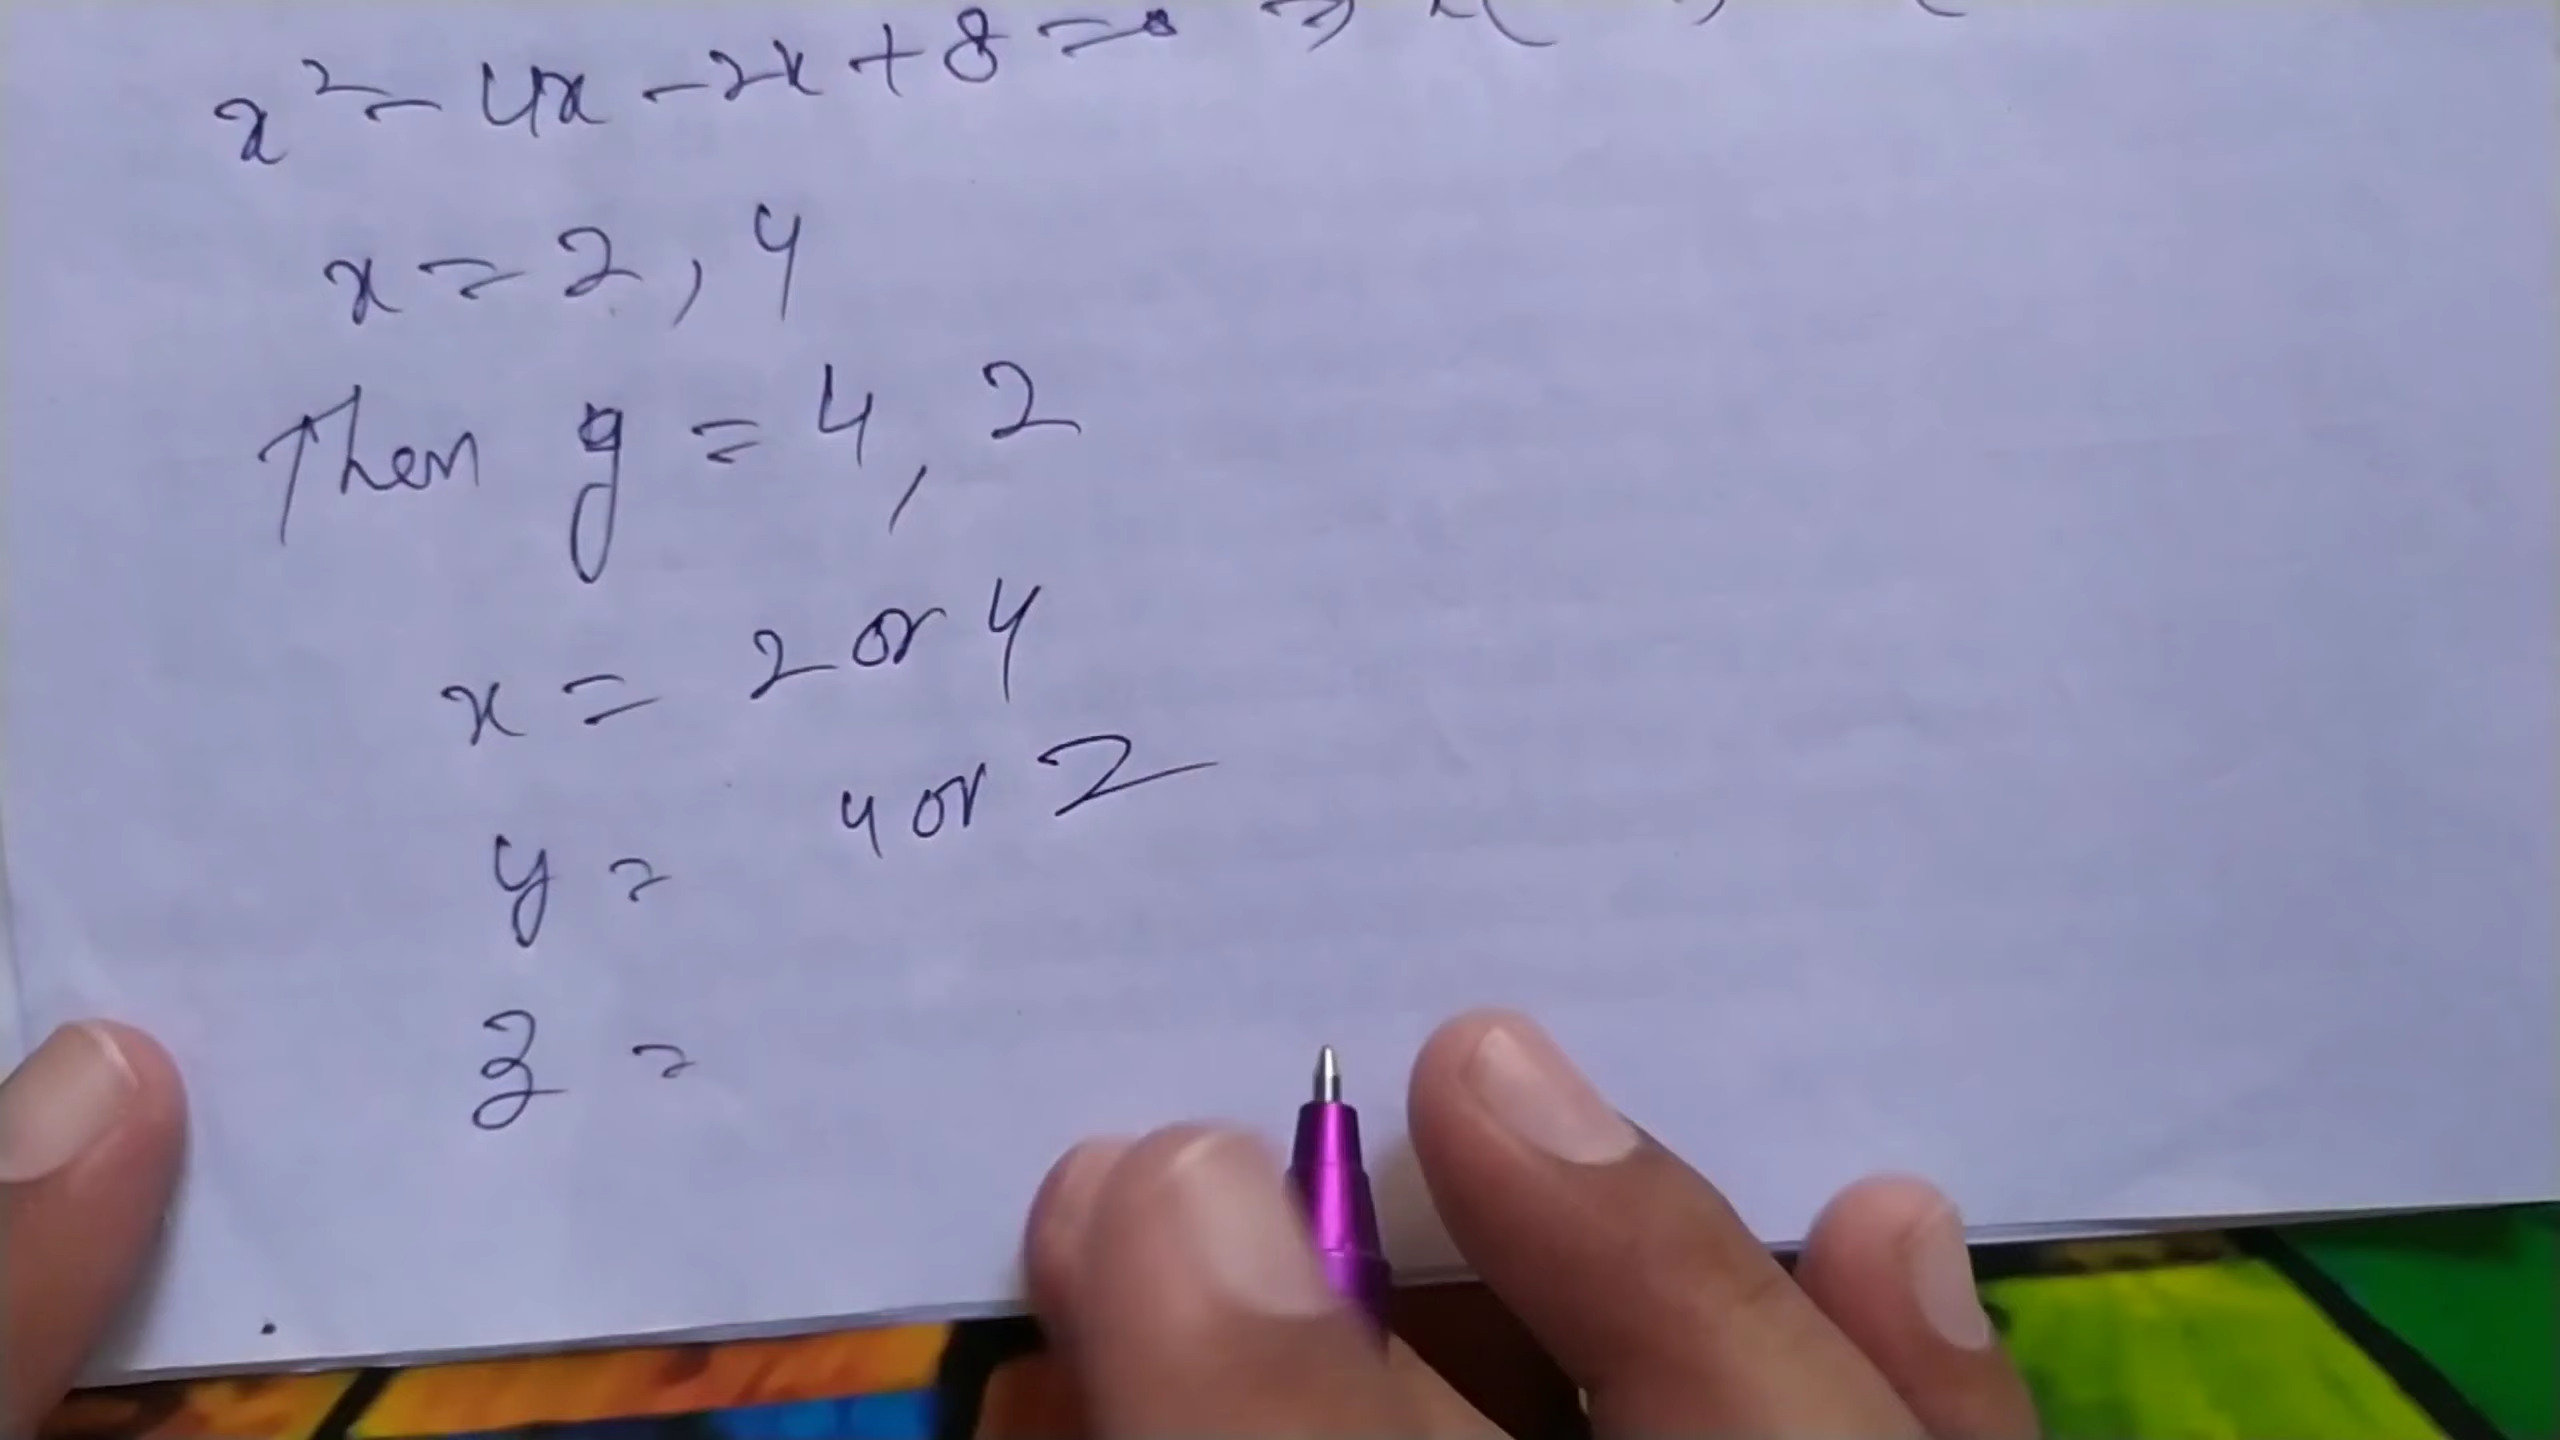 x² - 4x - 2x + 8 = 0 ⇒
x = 2, 4
Then y = 4, 2
x = 2 or 4
y = 4 or 2
z =